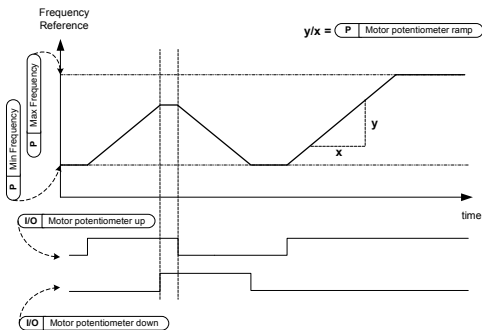 Frequency
Reference
y/x = P Motor potentiometer ramp
P Max Frequency
P Min Frequency
y
x
time
I/O Motor potentiometer up
I/O Motor potentiometer down